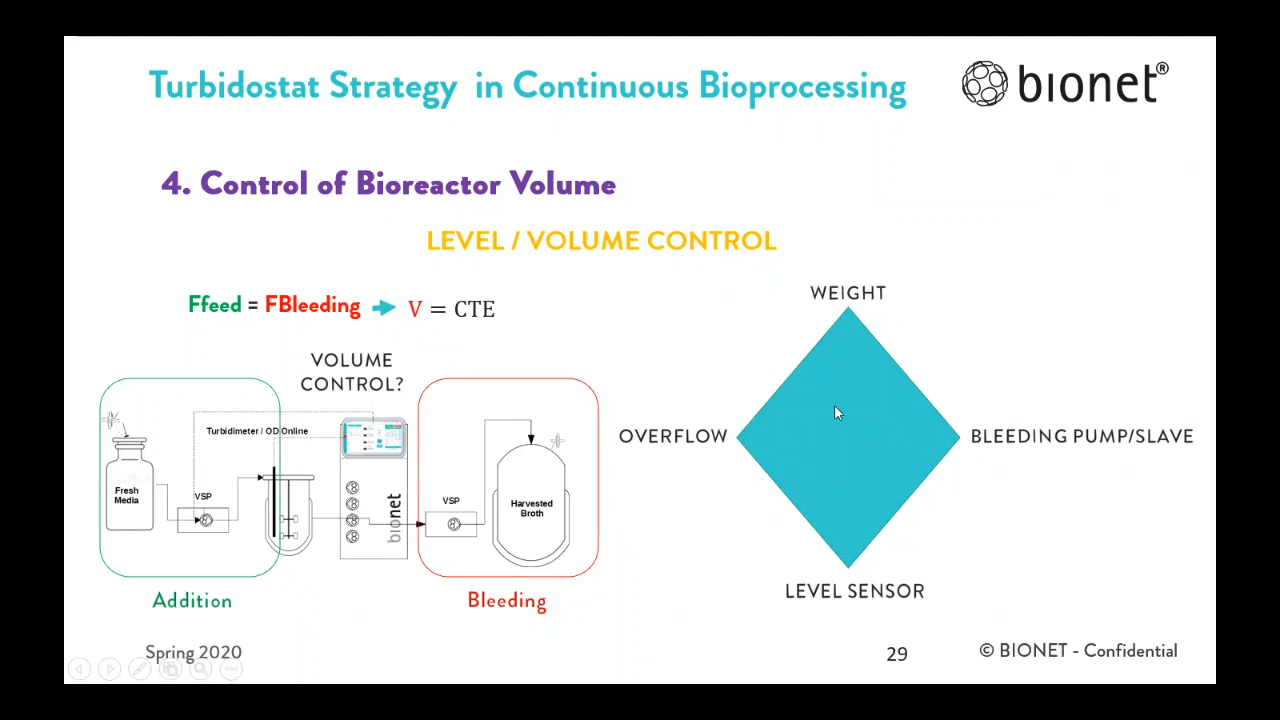 Turbidostat Strategy in Continuous Bioprocessing
bionet®
4. Control of Bioreactor Volume
LEVEL / VOLUME CONTROL
Ffeed = FBleeding
V = CTE
VOLUME
CONTROL?
Turbidimeter / OD Online
Fresh
Media
VSP
bionet
VSP
Harvested
Broth
Addition
Bleeding
WEIGHT
OVERFLOW
BLEEDING PUMP/SLAVE
LEVEL SENSOR
Spring 2020
29
© BIONET - Confidential